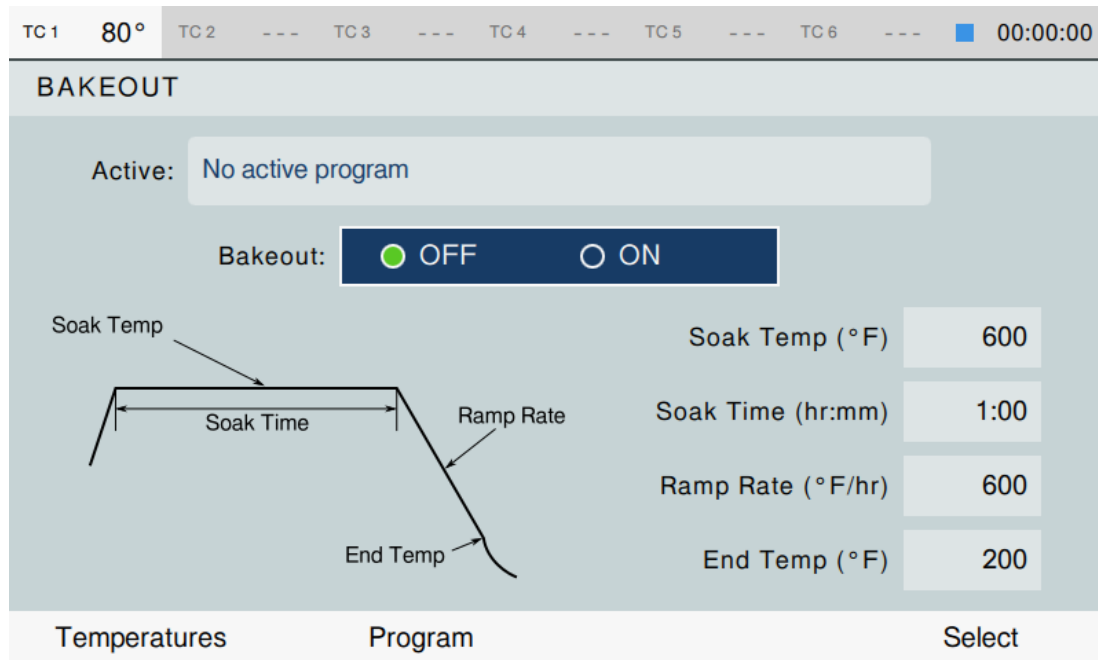 TC 1 80° TC 2 --- TC 3 --- TC 4 --- TC 5 --- TC 6 --- 00:00:00
BAKEOUT
Active: No active program
Bakeout: OFF ON
Soak Temp
Soak Time
Ramp Rate
End Temp
Soak Temp (°F) 600
Soak Time (hr:mm) 1:00
Ramp Rate (°F/hr) 600
End Temp (°F) 200
Temperatures Program Select